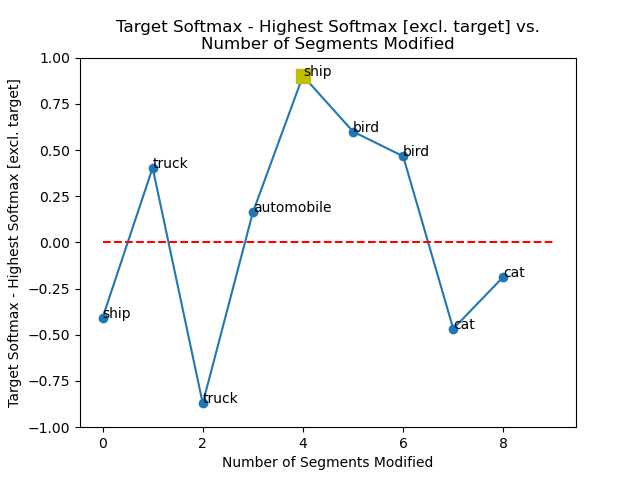 Target Softmax - Highest Softmax [excl. target] vs.
Number of Segments Modified
Target Softmax - Highest Softmax [excl. target]
1.00
0.75
0.50
0.25
0.00
−0.25
−0.50
−0.75
−1.00
ship
truck
truck
automobile
ship
bird
bird
cat
cat
0 2 4 6 8
Number of Segments Modified